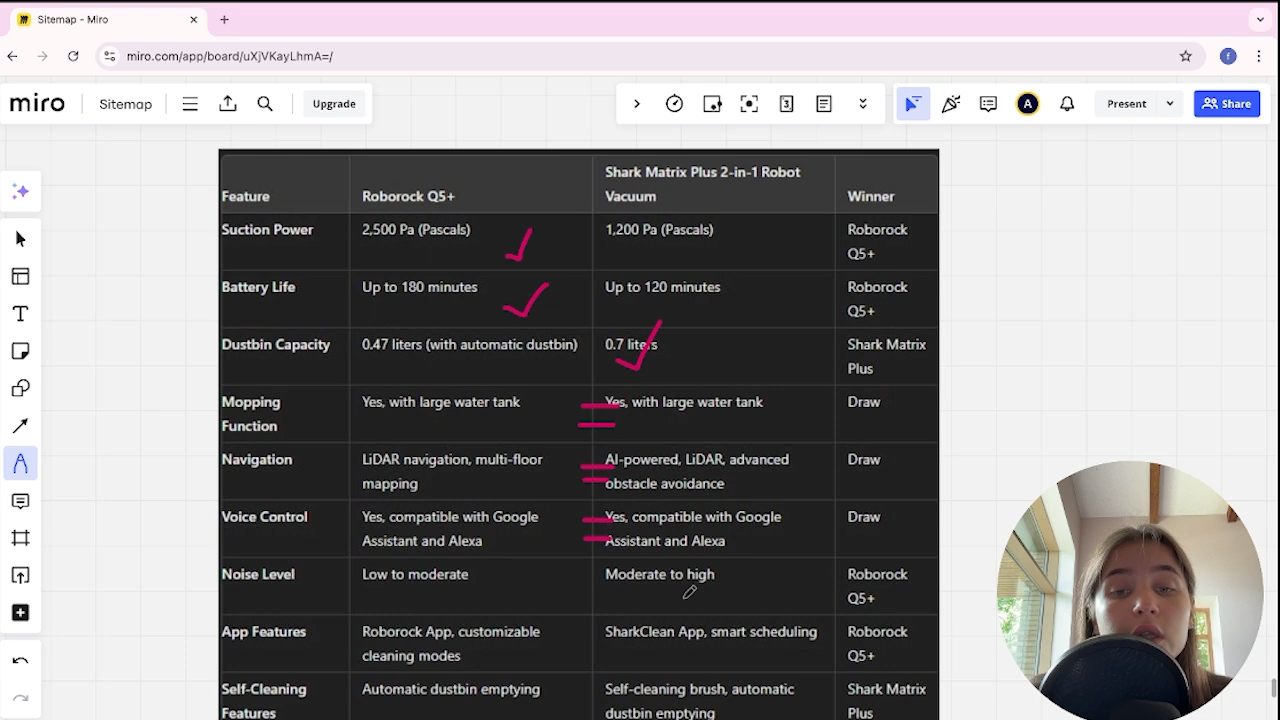 Sitemap - Miro
miro.com/app/board/uXjVKayLhmA=/
f
miro
Sitemap
Upgrade
3
A
Present
Share
Feature
Roborock Q5+
Shark Matrix Plus 2-in-1 Robot
Vacuum
Winner
Suction Power
2,500 Pa (Pascals)
1,200 Pa (Pascals)
Roborock
Q5+
Battery Life
Up to 180 minutes
Up to 120 minutes
Roborock
Q5+
Dustbin Capacity
0.47 liters (with automatic dustbin)
0.7 liters
Shark Matrix
Plus
Mopping
Function
Yes, with large water tank
Yes, with large water tank
Draw
Navigation
LiDAR navigation, multi-floor
mapping
AI-powered, LiDAR, advanced
obstacle avoidance
Draw
Voice Control
Yes, compatible with Google
Assistant and Alexa
Yes, compatible with Google
Assistant and Alexa
Draw
Noise Level
Low to moderate
Moderate to high
Roborock
Q5+
App Features
Roborock App, customizable
cleaning modes
SharkClean App, smart scheduling
Roborock
Q5+
Self-Cleaning
Features
Automatic dustbin emptying
Self-cleaning brush, automatic
dustbin emptying
Shark Matrix
Plus